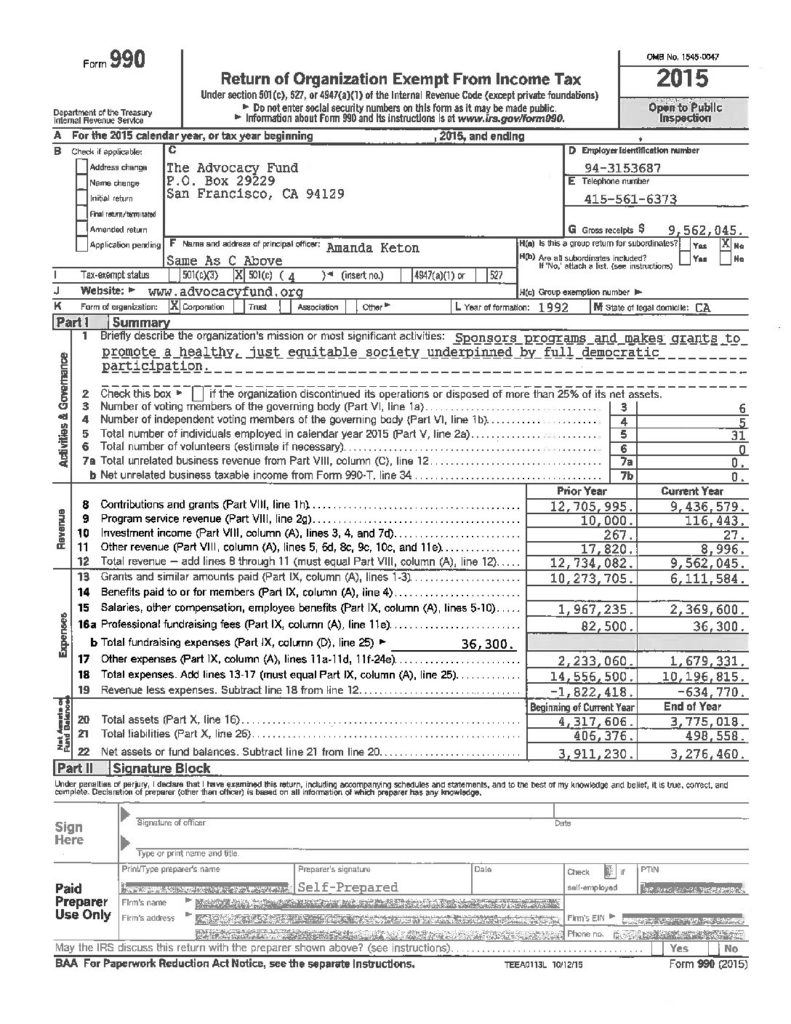 Form 990
OMB No. 1545-0047
Return of Organization Exempt From Income Tax
2015
Under section 501(c), 527, or 4947(a)(1) of the Internal Revenue Code (except private foundations)
► Do not enter social security numbers on this form as it may be made public.
► Information about Form 990 and its instructions is at www.irs.gov/form990.
Department of the Treasury
Internal Revenue Service
Open to Public
Inspection
A For the 2015 calendar year, or tax year beginning , 2015, and ending ,
B Check if applicable:
Address change
Name change
Initial return
Final return/terminated
Amended return
Application pending
C
The Advocacy Fund
P.O. Box 29229
San Francisco, CA 94129
D Employer identification number
94-3153687
E Telephone number
415-561-6373
G Gross receipts $ 9,562,045.
F Name and address of principal officer: Amanda Keton
Same As C Above
H(a) Is this a group return for subordinates? Yes X No
H(b) Are all subordinates included? Yes No
If 'No,' attach a list. (see instructions)
I Tax-exempt status 501(c)(3) X 501(c) ( 4 )◄ (insert no.) 4947(a)(1) or 527
J Website: ► www.advocacyfund.org
H(c) Group exemption number ►
K Form of organization: X Corporation Trust Association Other ► L Year of formation: 1992 M State of legal domicile: CA
Part I Summary
Activities & Governance
1 Briefly describe the organization's mission or most significant activities: Sponsors programs and makes grants to
promote a healthy, just equitable society underpinned by full democratic
participation.
2 Check this box ► if the organization discontinued its operations or disposed of more than 25% of its net assets.
3 Number of voting members of the governing body (Part VI, line 1a) 3 6
4 Number of independent voting members of the governing body (Part VI, line 1b) 4 5
5 Total number of individuals employed in calendar year 2015 (Part V, line 2a) 5 31
6 Total number of volunteers (estimate if necessary) 6 0
7a Total unrelated business revenue from Part VIII, column (C), line 12 7a 0.
b Net unrelated business taxable income from Form 990-T, line 34 7b 0.
Prior Year Current Year
Revenue
8 Contributions and grants (Part VIII, line 1h) 12,705,995. 9,436,579.
9 Program service revenue (Part VIII, line 2g) 10,000. 116,443.
10 Investment income (Part VIII, column (A), lines 3, 4, and 7d) 267. 27.
11 Other revenue (Part VIII, column (A), lines 5, 6d, 8c, 9c, 10c, and 11e) 17,820. 8,996.
12 Total revenue — add lines 8 through 11 (must equal Part VIII, column (A), line 12) 12,734,082. 9,562,045.
Expenses
13 Grants and similar amounts paid (Part IX, column (A), lines 1-3) 10,273,705. 6,111,584.
14 Benefits paid to or for members (Part IX, column (A), line 4)
15 Salaries, other compensation, employee benefits (Part IX, column (A), lines 5-10) 1,967,235. 2,369,600.
16a Professional fundraising fees (Part IX, column (A), line 11e) 82,500. 36,300.
b Total fundraising expenses (Part IX, column (D), line 25) ► 36,300.
17 Other expenses (Part IX, column (A), lines 11a-11d, 11f-24e) 2,233,060. 1,679,331.
18 Total expenses. Add lines 13-17 (must equal Part IX, column (A), line 25) 14,556,500. 10,196,815.
19 Revenue less expenses. Subtract line 18 from line 12 -1,822,418. -634,770.
Net Assets or
Fund Balances
Beginning of Current Year End of Year
20 Total assets (Part X, line 16) 4,317,606. 3,775,018.
21 Total liabilities (Part X, line 26) 406,376. 498,558.
22 Net assets or fund balances. Subtract line 21 from line 20 3,911,230. 3,276,460.
Part II Signature Block
Under penalties of perjury, I declare that I have examined this return, including accompanying schedules and statements, and to the best of my knowledge and belief, it is true, correct, and
complete. Declaration of preparer (other than officer) is based on all information of which preparer has any knowledge.
Sign
Here
Signature of officer Date
Type or print name and title.
Paid
Preparer
Use Only
Print/Type preparer's name Preparer's signature Date Check if PTIN
Self-Prepared self-employed
Firm's name ►
Firm's address ► Firm's EIN ►
Phone no.
May the IRS discuss this return with the preparer shown above? (see instructions) Yes No
BAA For Paperwork Reduction Act Notice, see the separate instructions. TEEA0113L 10/12/15 Form 990 (2015)